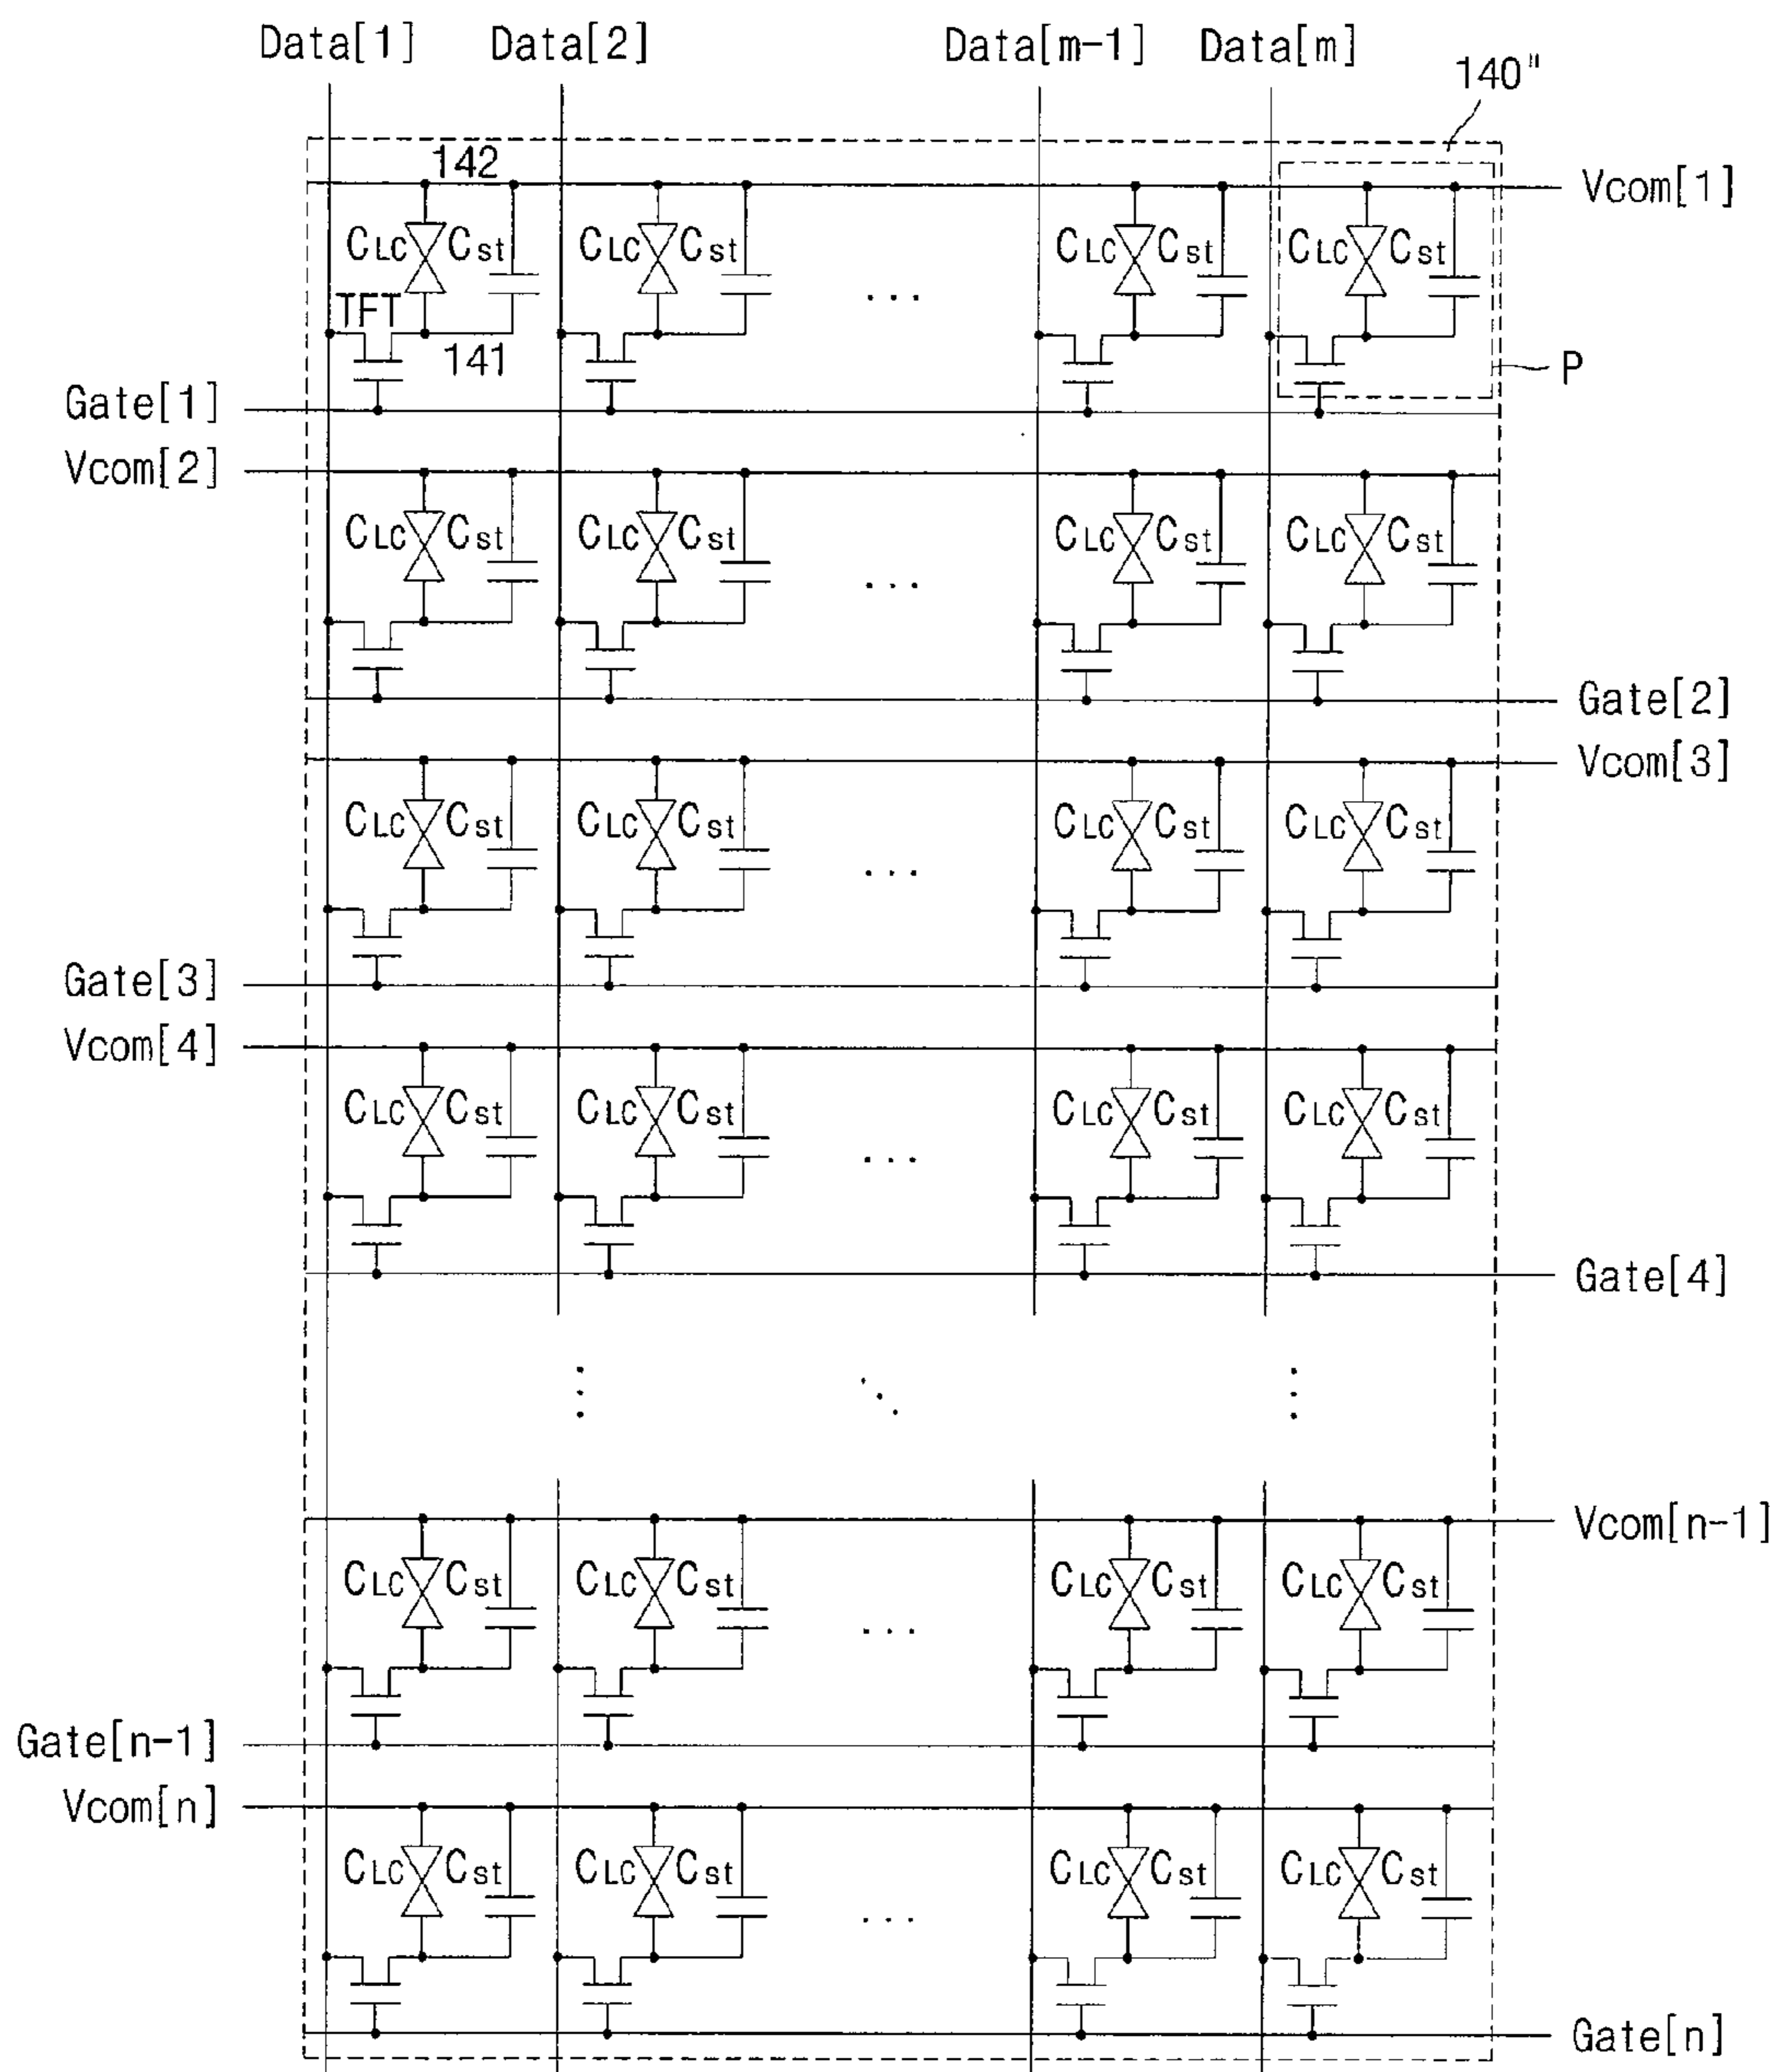 Data[1] Data[2] Data[m-1] Data[m]
140"
142
Vcom[1]
CLC Cst CLC Cst CLC Cst CLC Cst
...
TFT
141
P
Gate[1]
Vcom[2]
CLC Cst CLC Cst CLC Cst CLC Cst
...
Gate[2]
Vcom[3]
CLC Cst CLC Cst CLC Cst CLC Cst
...
Gate[3]
Vcom[4]
CLC Cst CLC Cst CLC Cst CLC Cst
...
Gate[4]
Vcom[n-1]
CLC Cst CLC Cst CLC Cst CLC Cst
...
Gate[n-1]
Vcom[n]
CLC Cst CLC Cst CLC Cst CLC Cst
...
Gate[n]